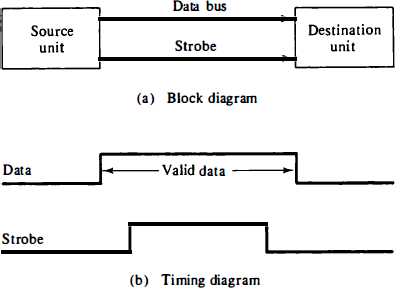 Data bus
Source
unit
Strobe
Destination
unit
(a) Block diagram
Data
Valid data
Strobe
(b) Timing diagram